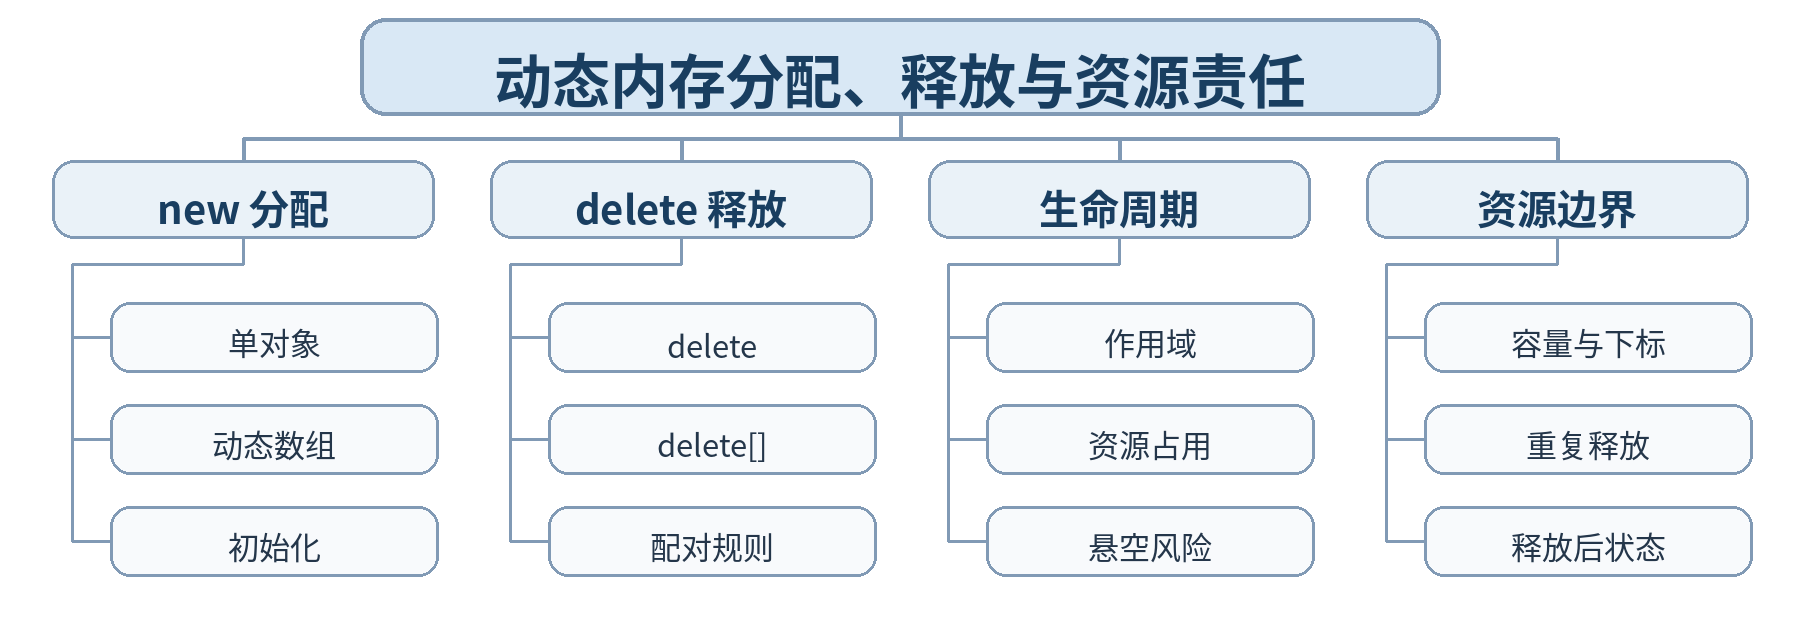 动态内存分配、释放与资源责任
new 分配
delete 释放
生命周期
资源边界
单对象
delete
作用域
容量与下标
动态数组
delete[]
资源占用
重复释放
初始化
配对规则
悬空风险
释放后状态